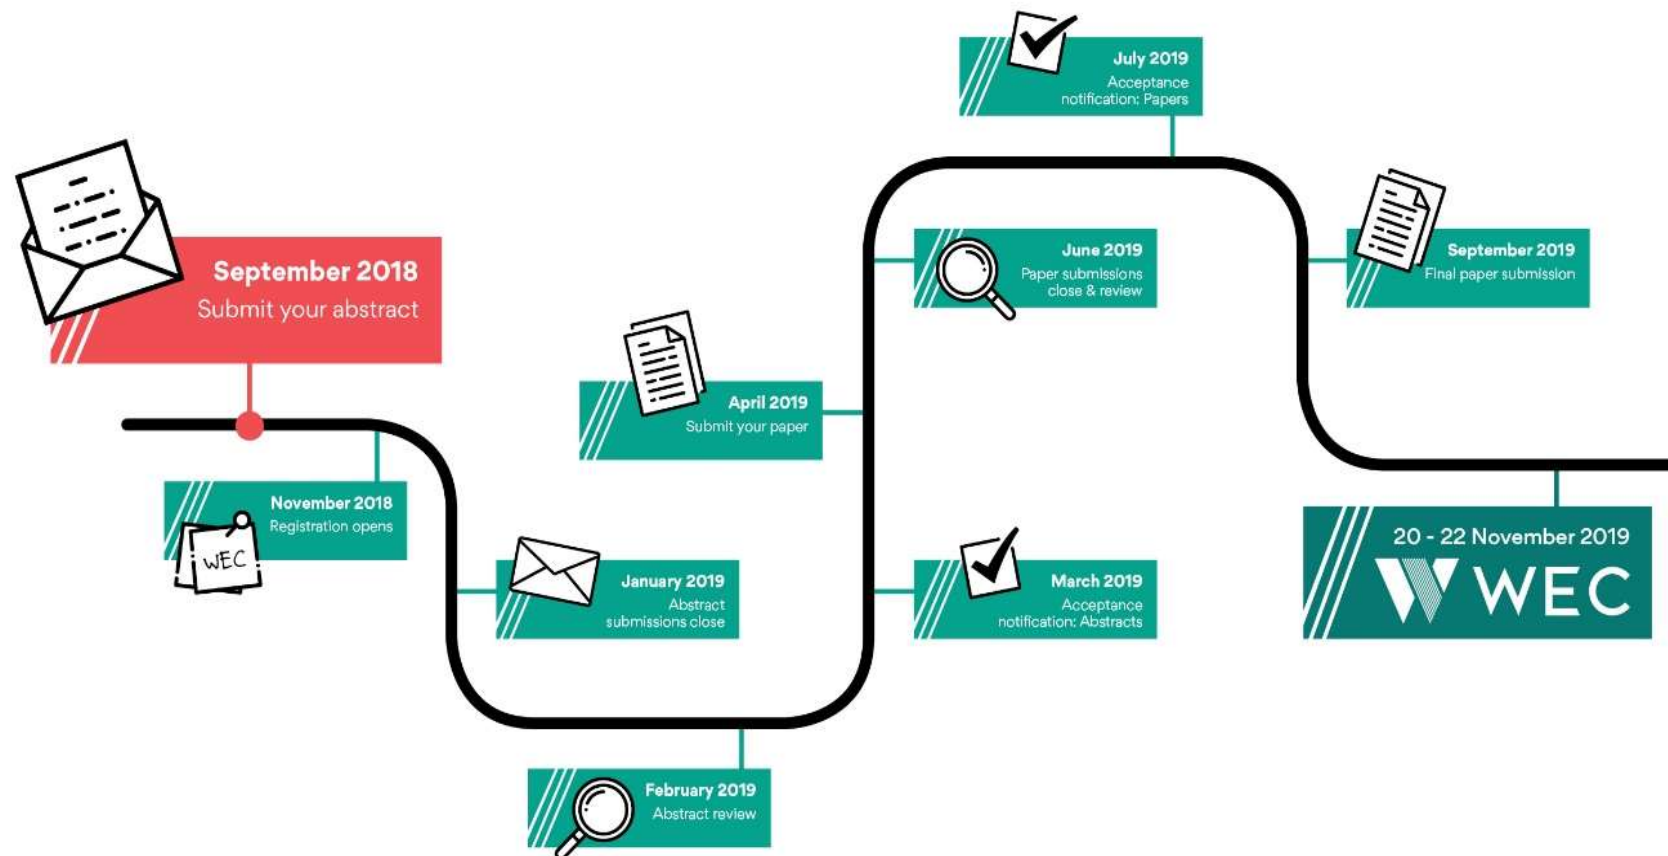 September 2018
Submit your abstract
November 2018
Registration opens
WEC
January 2019
Abstract
submissions close
February 2019
Abstract review
March 2019
Acceptance
notification: Abstracts
April 2019
Submit your paper
June 2019
Paper submissions
close & review
July 2019
Acceptance
notification: Papers
September 2019
Final paper submission
20 - 22 November 2019
WEC